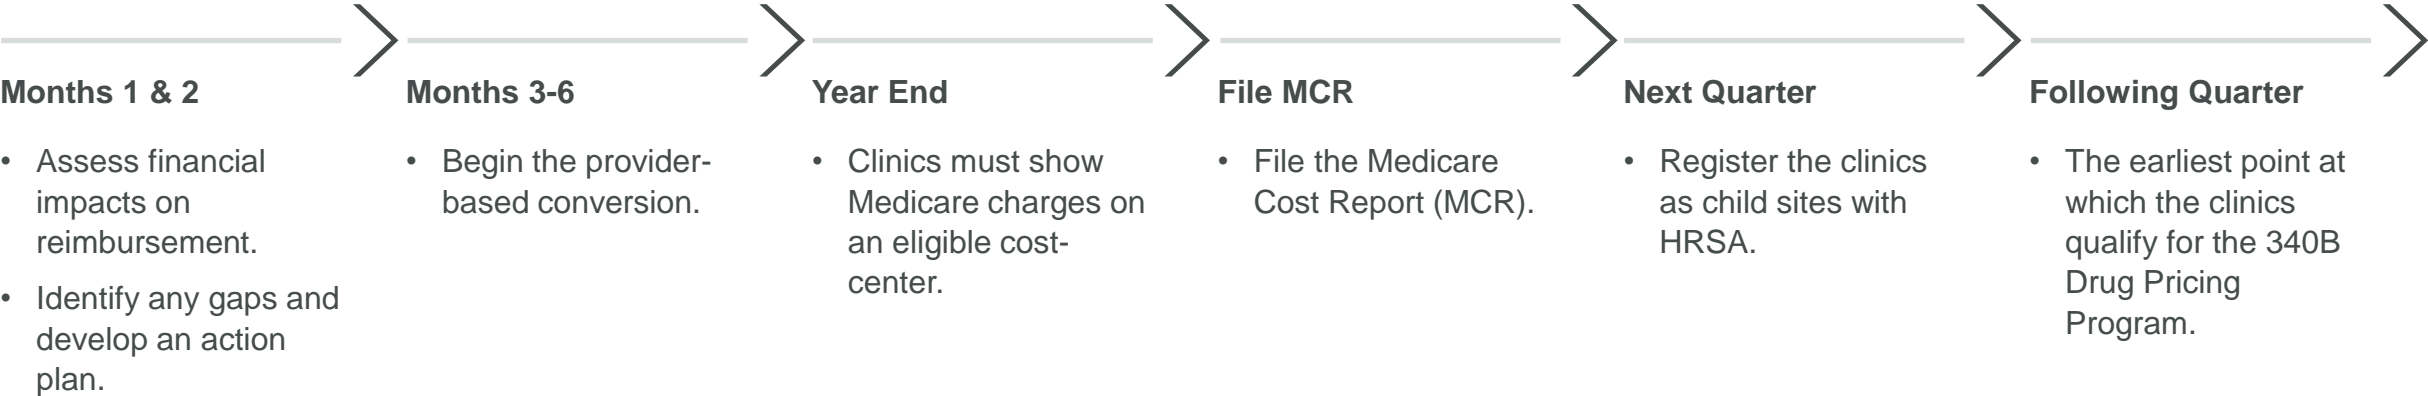 Months 1 & 2
• Assess financial
impacts on
reimbursement.
• Identify any gaps and
develop an action
plan.
Months 3-6
• Begin the provider-
based conversion.
Year End
• Clinics must show
Medicare charges on
an eligible cost-
center.
File MCR
• File the Medicare
Cost Report (MCR).
Next Quarter
• Register the clinics
as child sites with
HRSA.
Following Quarter
• The earliest point at
which the clinics
qualify for the 340B
Drug Pricing
Program.